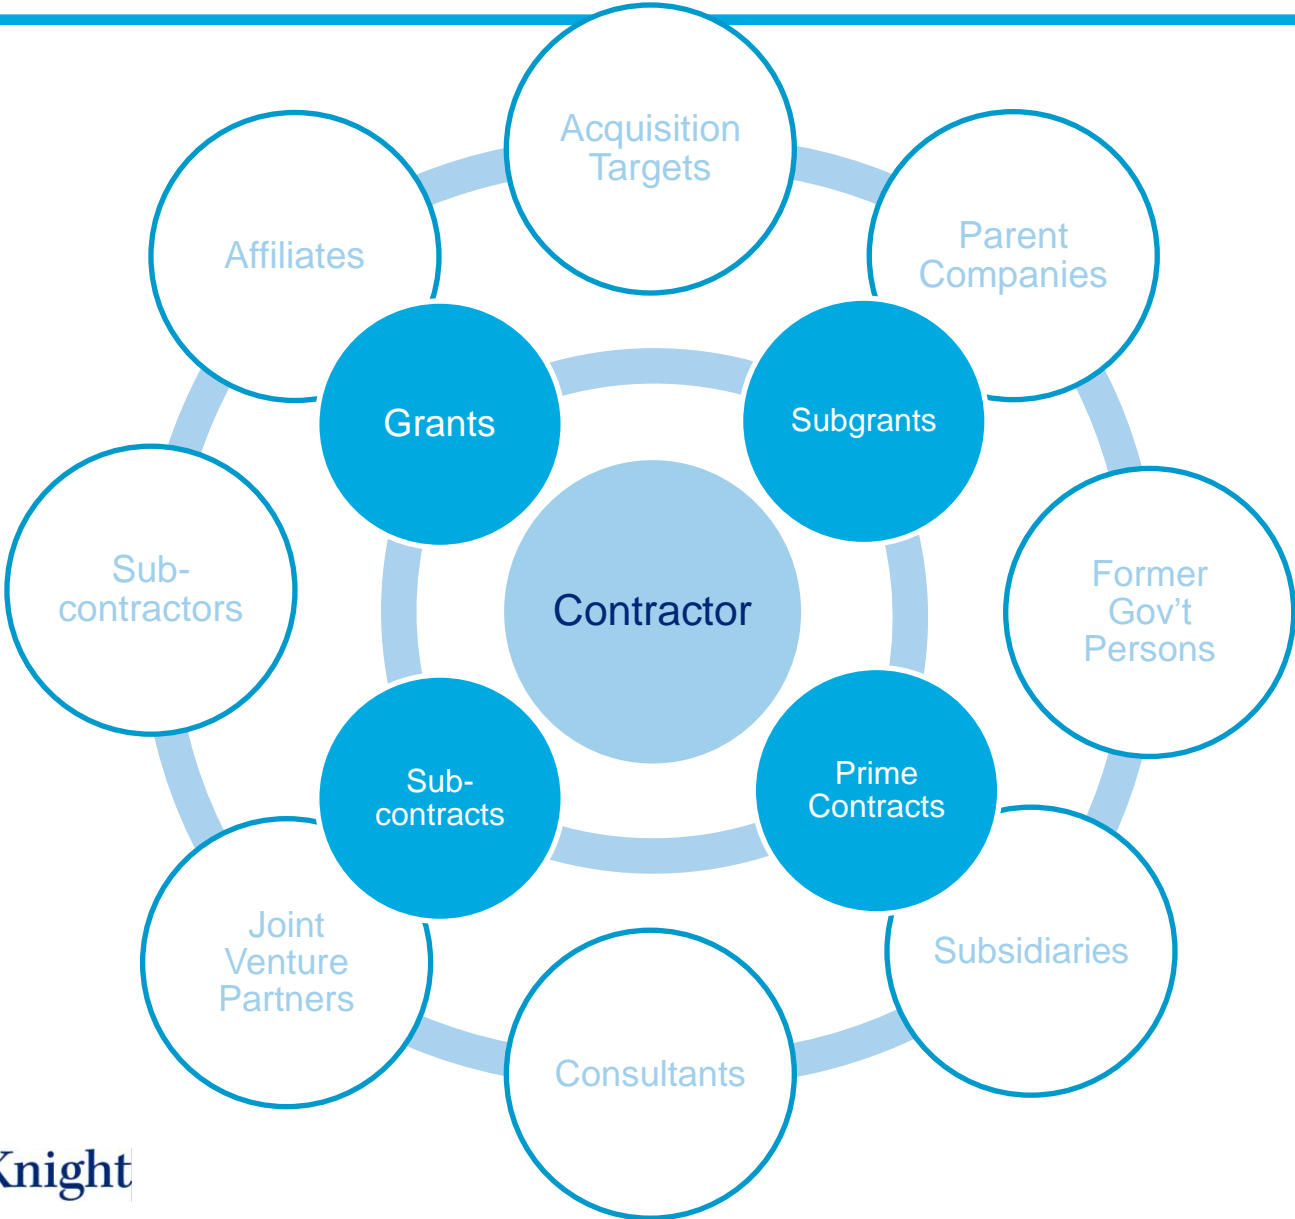 Acquisition
Targets
Affiliates
Parent
Companies
Grants
Subgrants
Sub-
contractors
Contractor
Former
Gov’t
Persons
Sub-
contracts
Prime
Contracts
Joint
Venture
Partners
Subsidiaries
Consultants
Knight